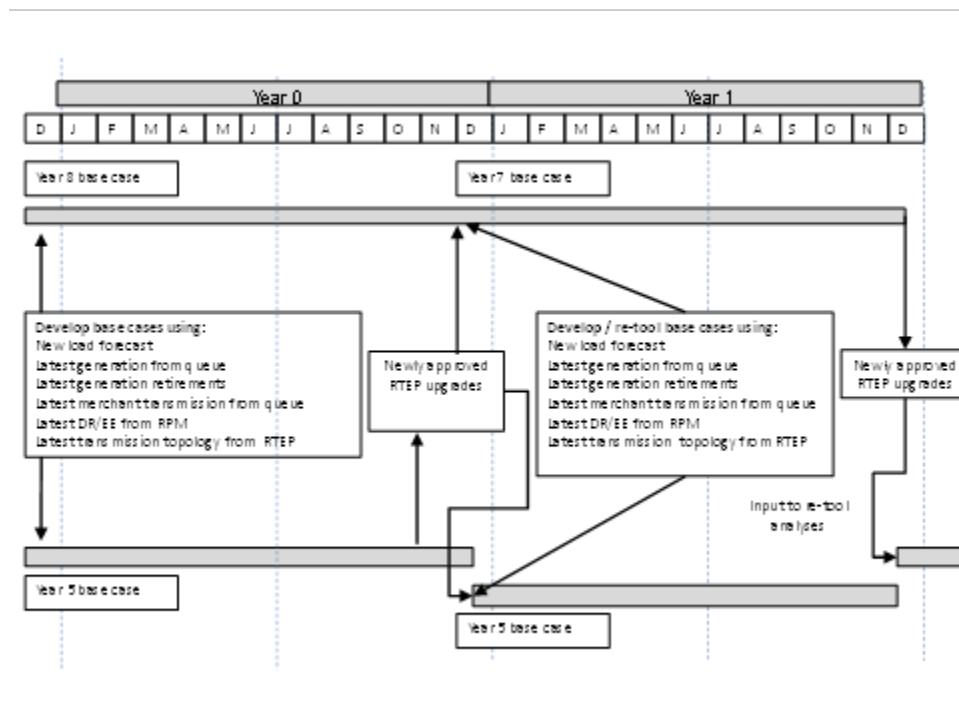 Year 0
Year 1
D J F M A M J J A S O N D J F M A M J J A S O N D
Year 8 base case
Year 7 base case
Develop base cases using:
New load forecast
Latest generation from queue
Latest generation retirements
Latest merchant transmission from queue
Latest DR/EE from RPM
Latest transmission topology from RTEP
Newly approved
RTEP upgrades
Develop / re-tool base cases using:
New load forecast
Latest generation from queue
Latest generation retirements
Latest merchant transmission from queue
Latest DR/EE from RPM
Latest transmission topology from RTEP
Newly approved
RTEP upgrades
Input to re-tool
analyses
Year 5 base case
Year 5 base case